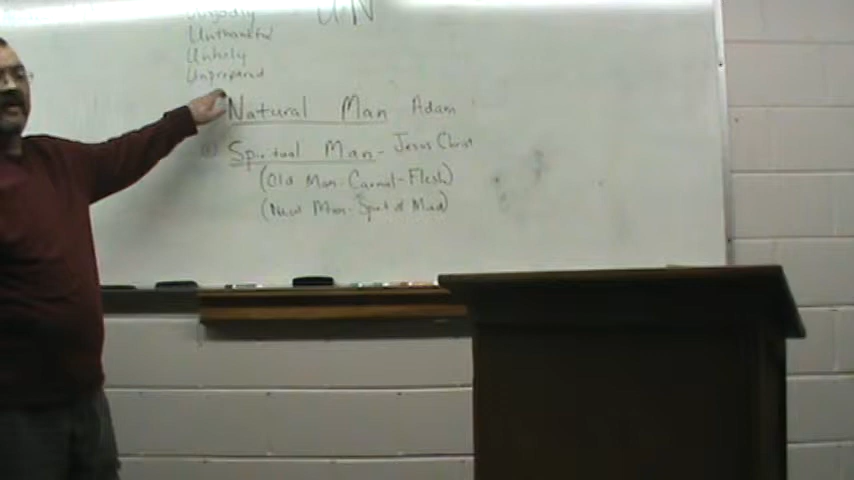 Ungodly
UN
Unthankful
Unholy
Unprepared
Natural Man Adam
Spiritual Man - Jesus Christ
(Old Man - Carnal - Flesh)
(New Man - Spirit of Mind)